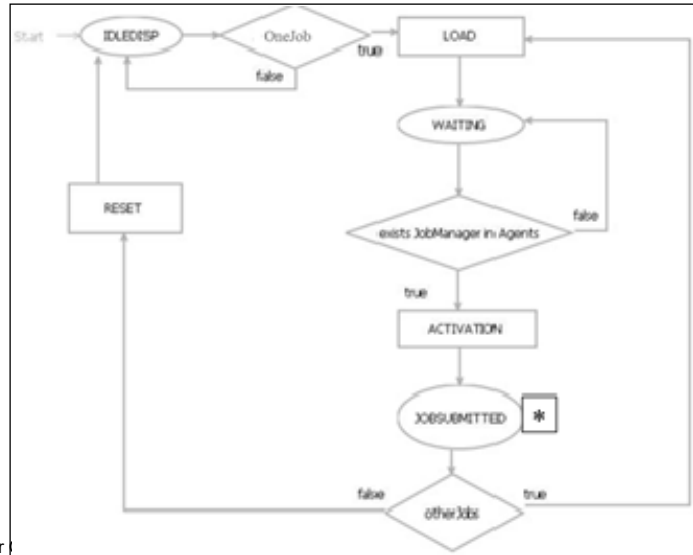 Start
IDLEDISP
OneJob
true
false
LOAD
WAITING
RESET
exists JobManager in: Agents
false
true
ACTIVATION
JOBSUBMITTED
*
false
otherJobs
true